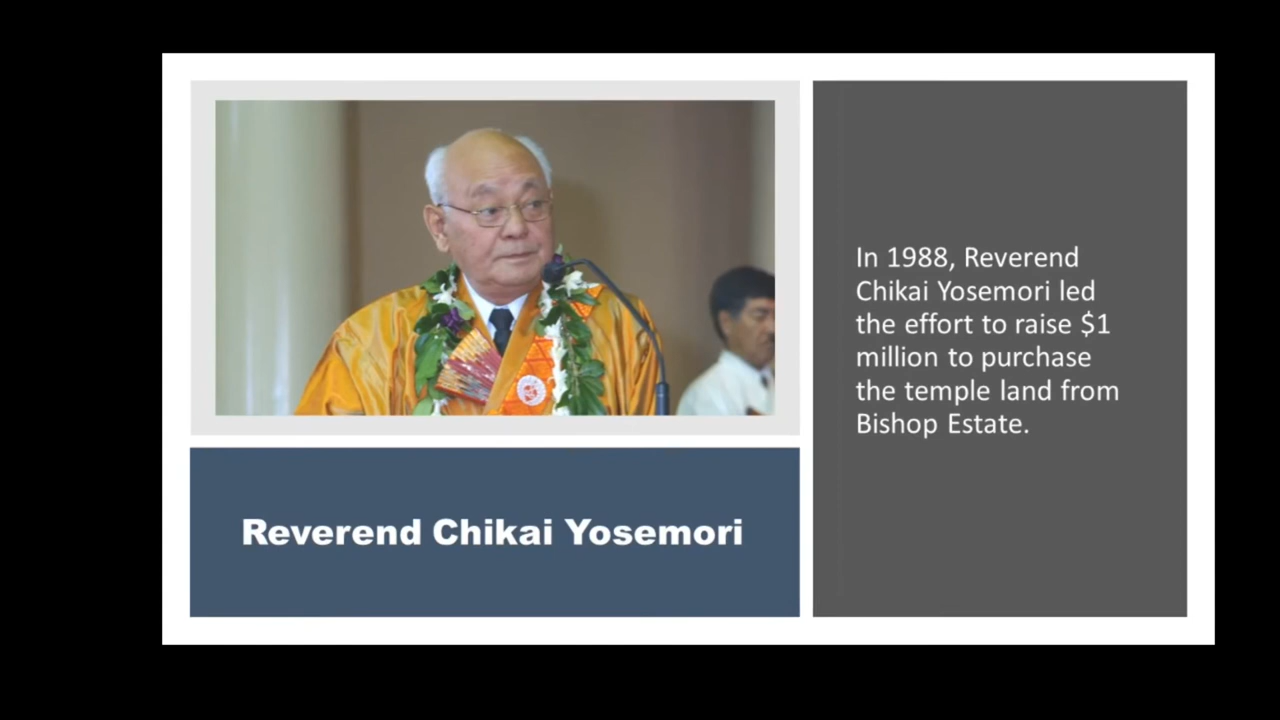 Reverend Chikai Yosemori
In 1988, Reverend
Chikai Yosemori led
the effort to raise $1
million to purchase
the temple land from
Bishop Estate.